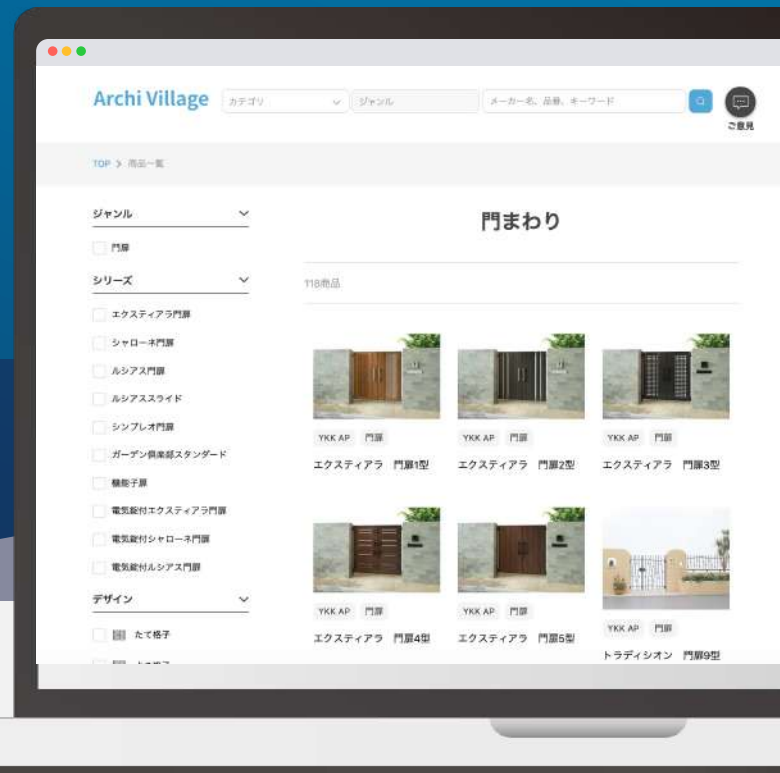 Archi Village
カテゴリ
ジャンル
メーカー名、品番、キーワード
ご意見
TOP > 商品一覧
ジャンル
門扉
シリーズ
エクスティアラ門扉
シャローネ門扉
ルシアス門扉
ルシアススライド
シンプレオ門扉
ガーデン倶楽部スタンダード
機能子扉
電気錠付エクスティアラ門扉
電気錠付シャローネ門扉
電気錠付ルシアス門扉
デザイン
たて格子
門まわり
118商品
YKK AP 門扉
エクスティアラ 門扉1型
YKK AP 門扉
エクスティアラ 門扉2型
YKK AP 門扉
エクスティアラ 門扉3型
YKK AP 門扉
エクスティアラ 門扉4型
YKK AP 門扉
エクスティアラ 門扉5型
YKK AP 門扉
トラディシオン 門扉9型